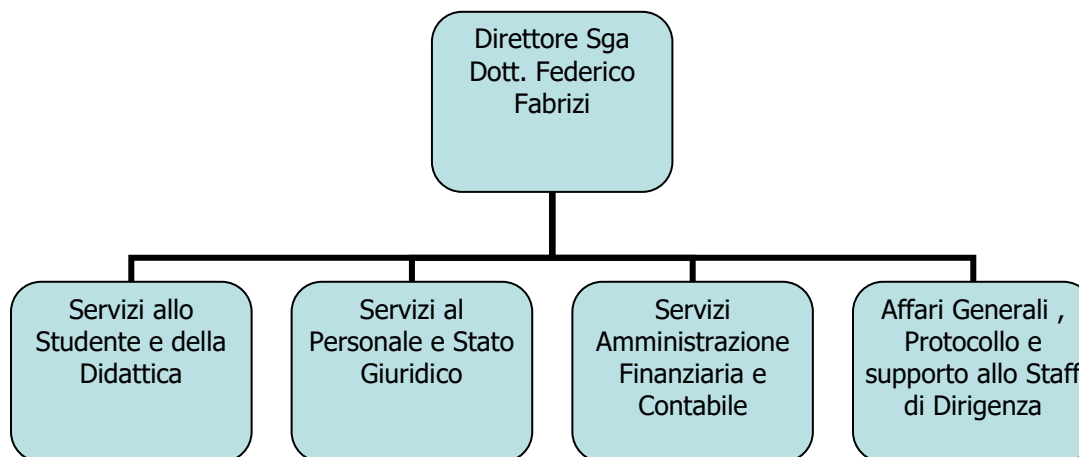 Direttore Sga
Dott. Federico
Fabrizi
Servizi allo
Studente e della
Didattica
Servizi al
Personale e Stato
Giuridico
Servizi
Amministrazione
Finanziaria e
Contabile
Affari Generali ,
Protocollo e
supporto allo Staff
di Dirigenza